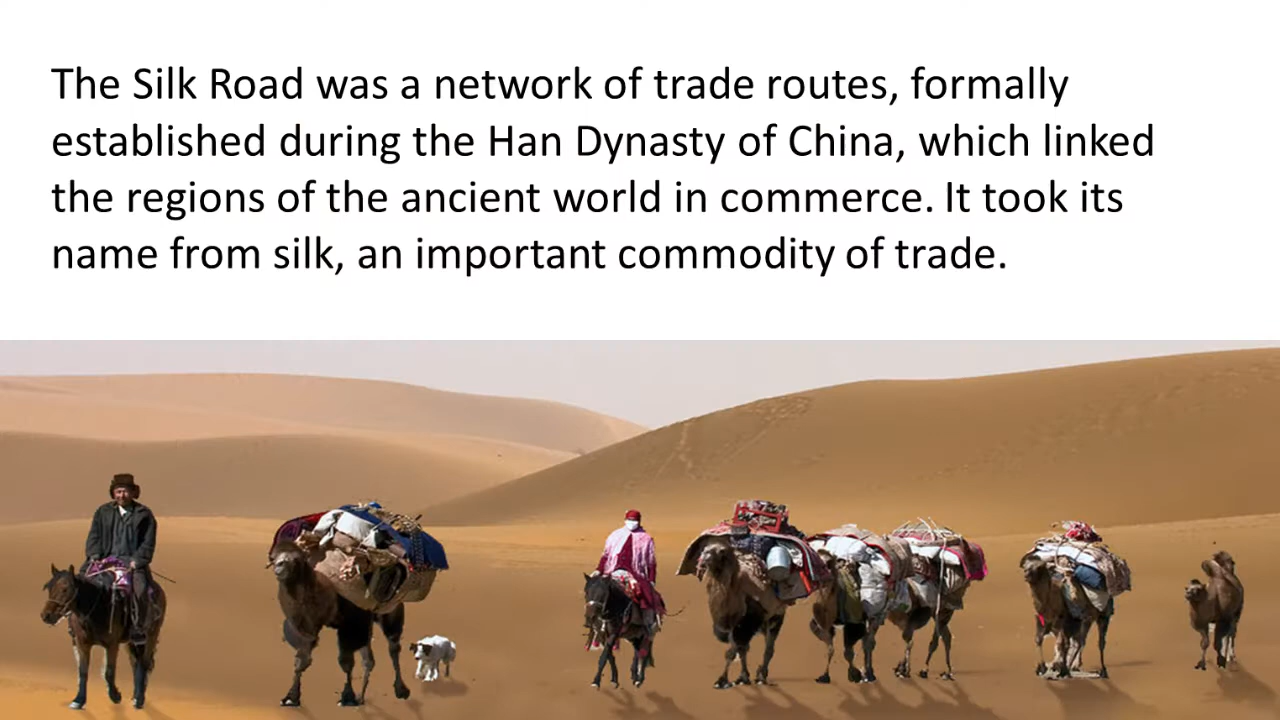 The Silk Road was a network of trade routes, formally
established during the Han Dynasty of China, which linked
the regions of the ancient world in commerce. It took its
name from silk, an important commodity of trade.